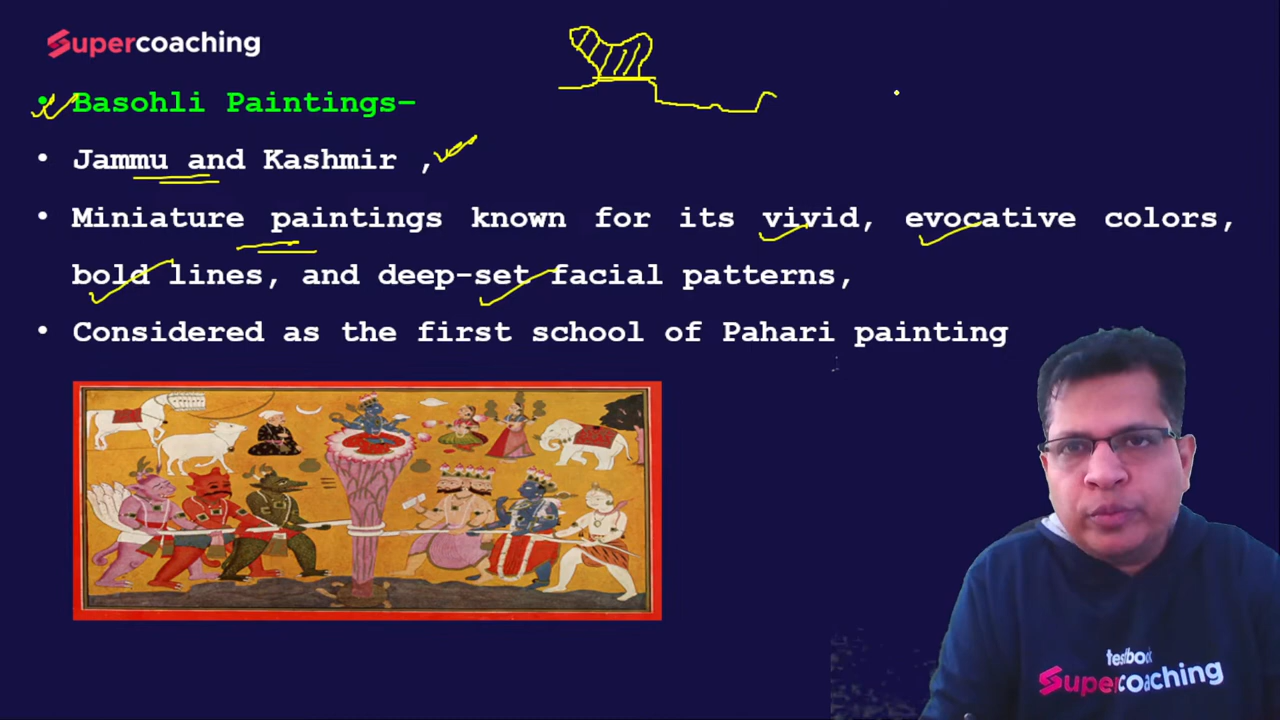 Supercoaching
• Basohli Paintings–
• Jammu and Kashmir ,
• Miniature paintings known for its vivid, evocative colors,
bold lines, and deep-set facial patterns,
• Considered as the first school of Pahari painting
testbook
Supercoaching